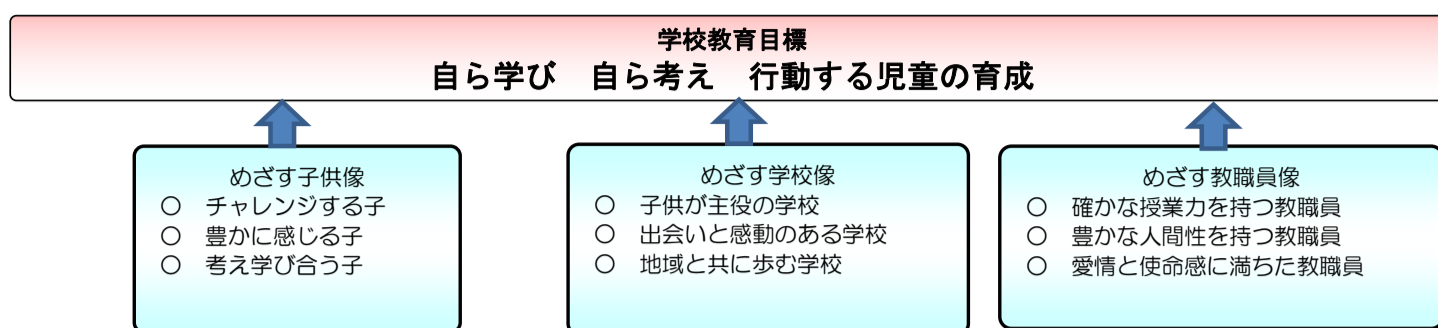 学校教育目標
自ら学び　自ら考え　行動する児童の育成
めざす子供像
○　チャレンジする子
○　豊かに感じる子
○　考え学び合う子
めざす学校像
○　子供が主役の学校
○　出会いと感動のある学校
○　地域と共に歩む学校
めざす教職員像
○　確かな授業力を持つ教職員
○　豊かな人間性を持つ教職員
○　愛情と使命感に満ちた教職員